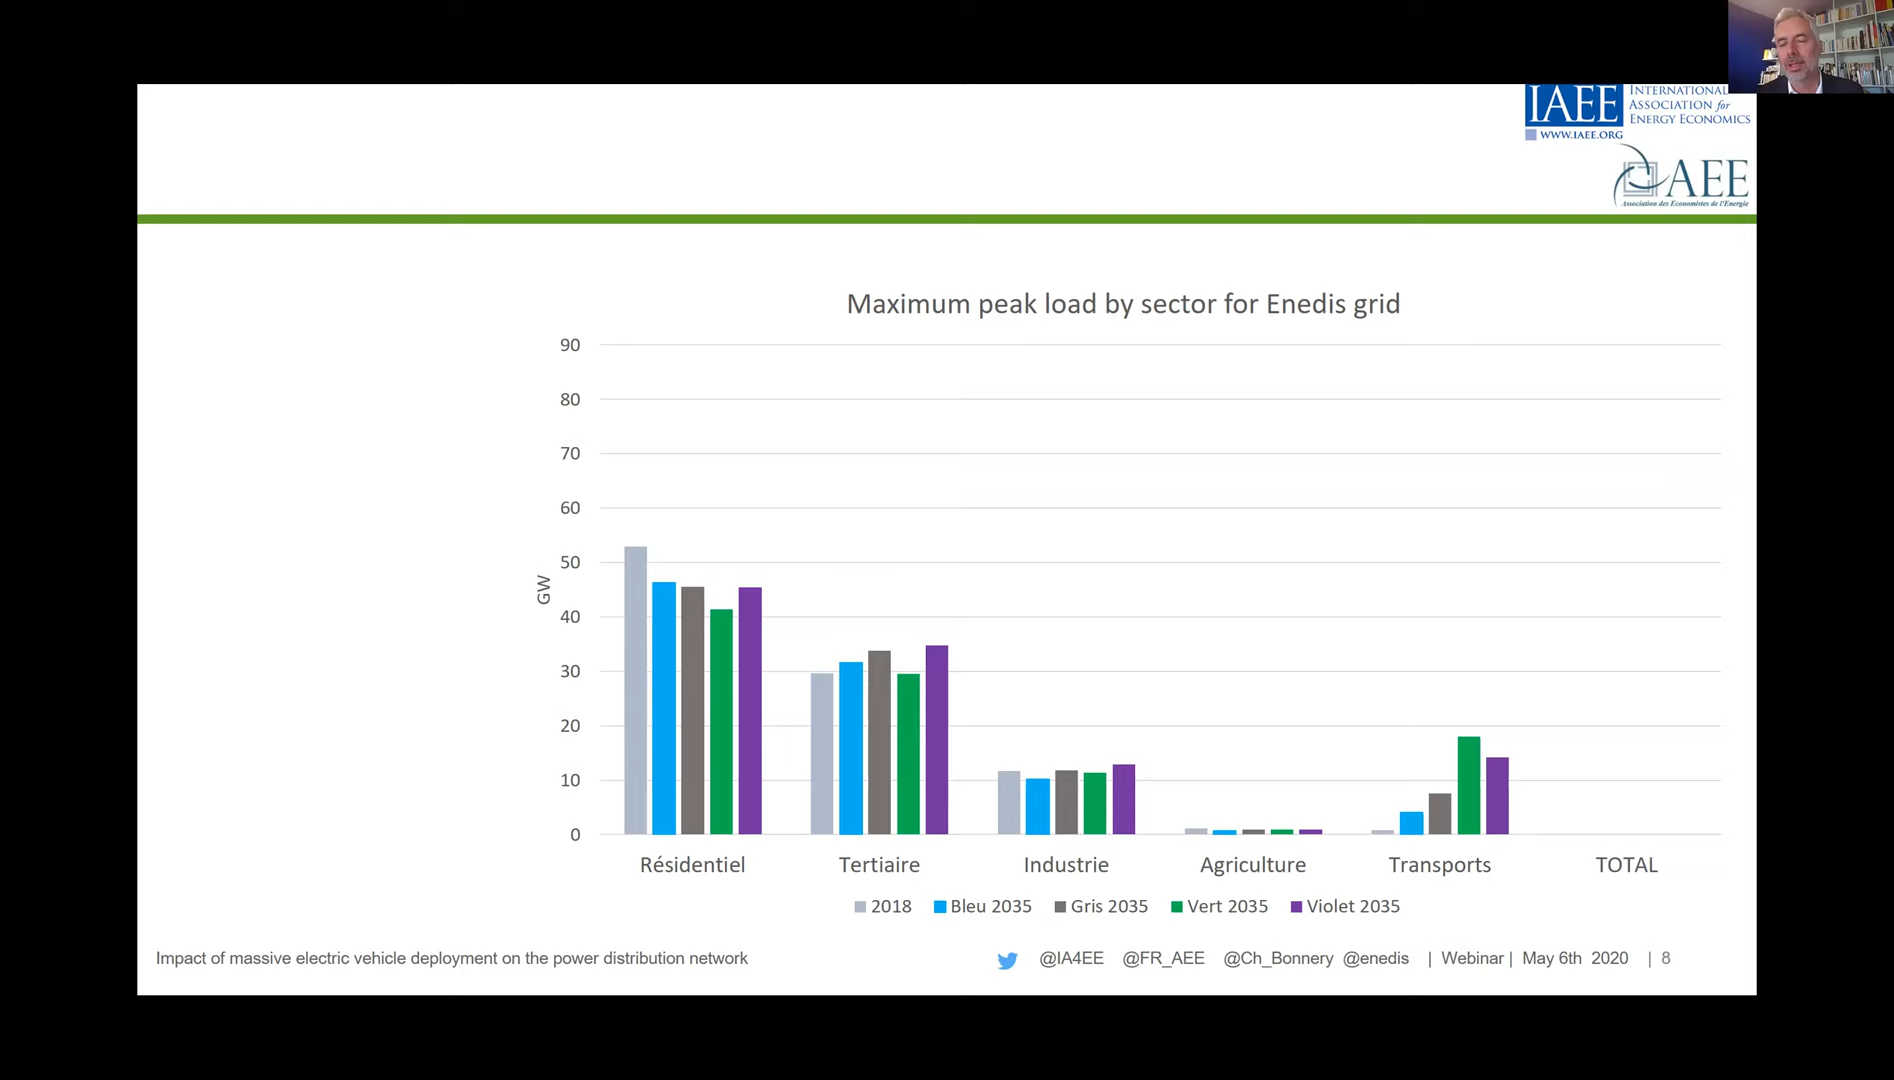 IAEE
INTERNATIONAL
ASSOCIATION for
ENERGY ECONOMICS
WWW.IAEE.ORG
AEE
Association des Economistes de l'Energie
Maximum peak load by sector for Enedis grid
90
80
70
60
50
40
30
20
10
0
GW
Résidentiel Tertiaire Industrie Agriculture Transports TOTAL
2018 Bleu 2035 Gris 2035 Vert 2035 Violet 2035
Impact of massive electric vehicle deployment on the power distribution network @IA4EE @FR_AEE @Ch_Bonnery @enedis | Webinar | May 6th 2020 | 8